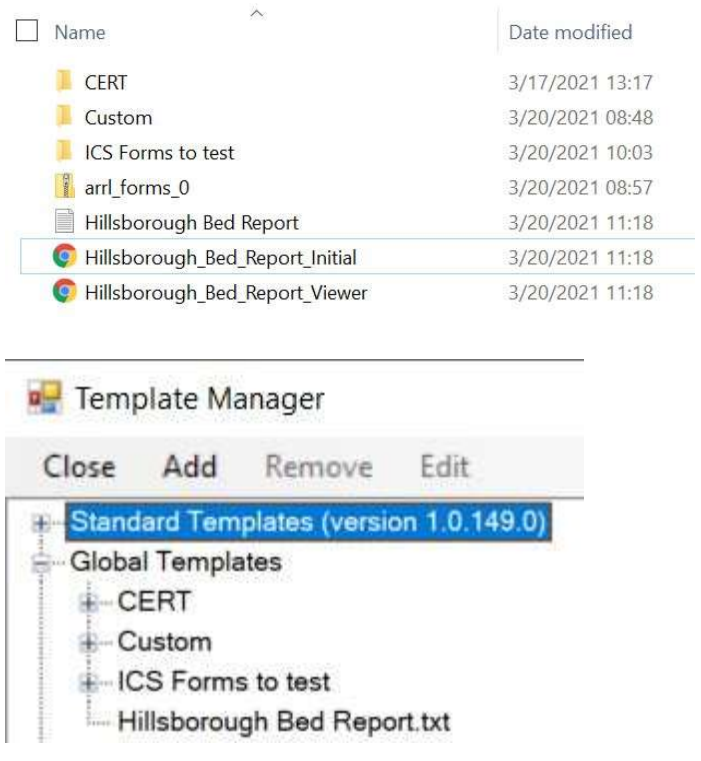 Name Date modified
CERT 3/17/2021 13:17
Custom 3/20/2021 08:48
ICS Forms to test 3/20/2021 10:03
arrl_forms_0 3/20/2021 08:57
Hillsborough Bed Report 3/20/2021 11:18
Hillsborough_Bed_Report_Initial 3/20/2021 11:18
Hillsborough_Bed_Report_Viewer 3/20/2021 11:18
Template Manager
Close Add Remove Edit
Standard Templates (version 1.0.149.0)
Global Templates
CERT
Custom
ICS Forms to test
Hillsborough Bed Report.txt